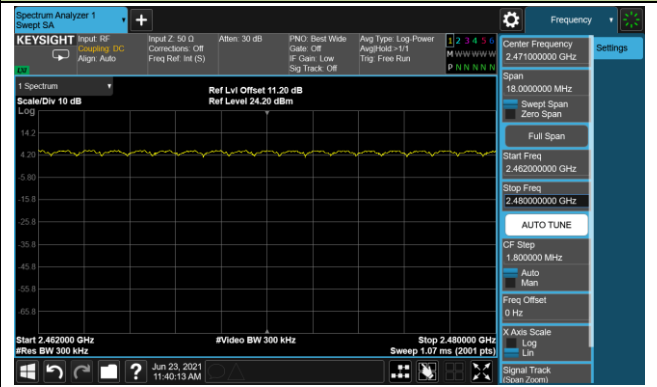 Spectrum Analyzer 1
Swept SA
Frequency
KEYSIGHT
Input: RF
Coupling: DC
Align: Auto
Input Z: 50 Ω
Corrections: Off
Freq Ref: Int (S)
Atten: 30 dB
PNO: Best Wide
Gate: Off
IF Gain: Low
Sig Track: Off
Avg Type: Log-Power
Avg|Hold:>1/1
Trig: Free Run
1 2 3 4 5 6
M W W W W W
P N N N N N
LXI
1 Spectrum
Scale/Div 10 dB
Ref Lvl Offset 11.20 dB
Ref Level 24.20 dBm
Log
14.2
4.20
-5.80
-15.8
-25.8
-35.8
-45.8
-55.8
-65.8
Start 2.462000 GHz
#Res BW 300 kHz
#Video BW 300 kHz
Stop 2.480000 GHz
Sweep 1.07 ms (2001 pts)
Center Frequency
2.471000000 GHz
Settings
Span
18.0000000 MHz
Swept Span
Zero Span
Full Span
Start Freq
2.462000000 GHz
Stop Freq
2.480000000 GHz
AUTO TUNE
CF Step
1.800000 MHz
Auto
Man
Freq Offset
0 Hz
X Axis Scale
Log
Lin
Signal Track
(Span Zoom)
?
Jun 23, 2021
11:40:13 AM